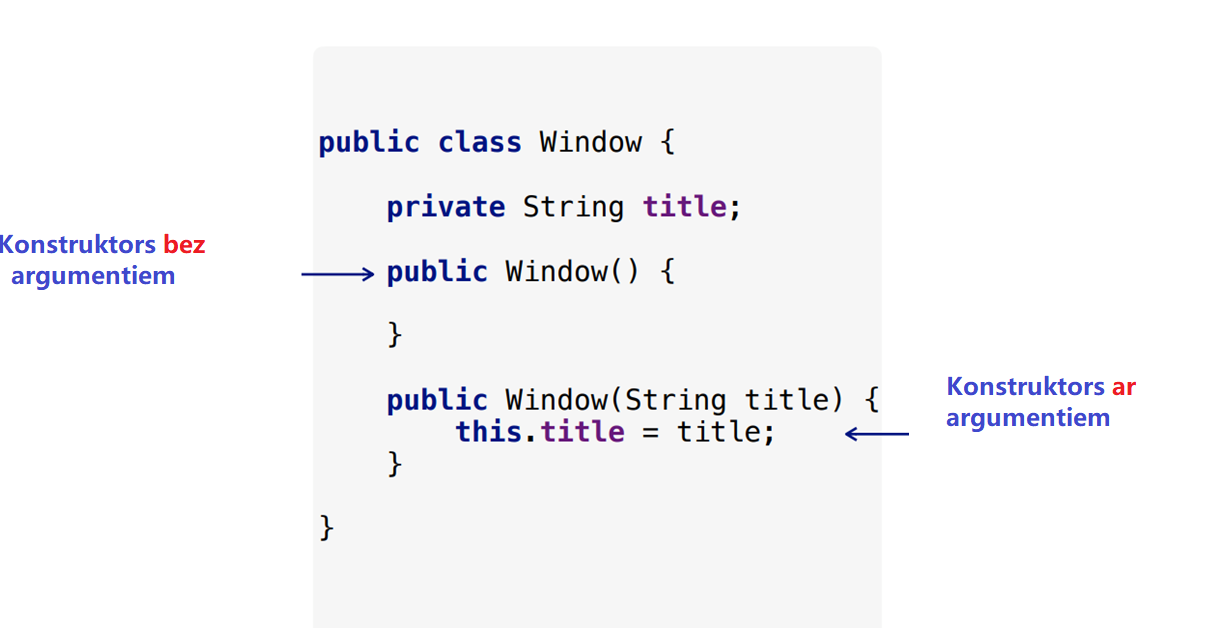 public class Window {
private String title;
Konstruktors bez
argumentiem
public Window() {
}
public Window(String title) {
this.title = title;
}
}
Konstruktors ar
argumentiem